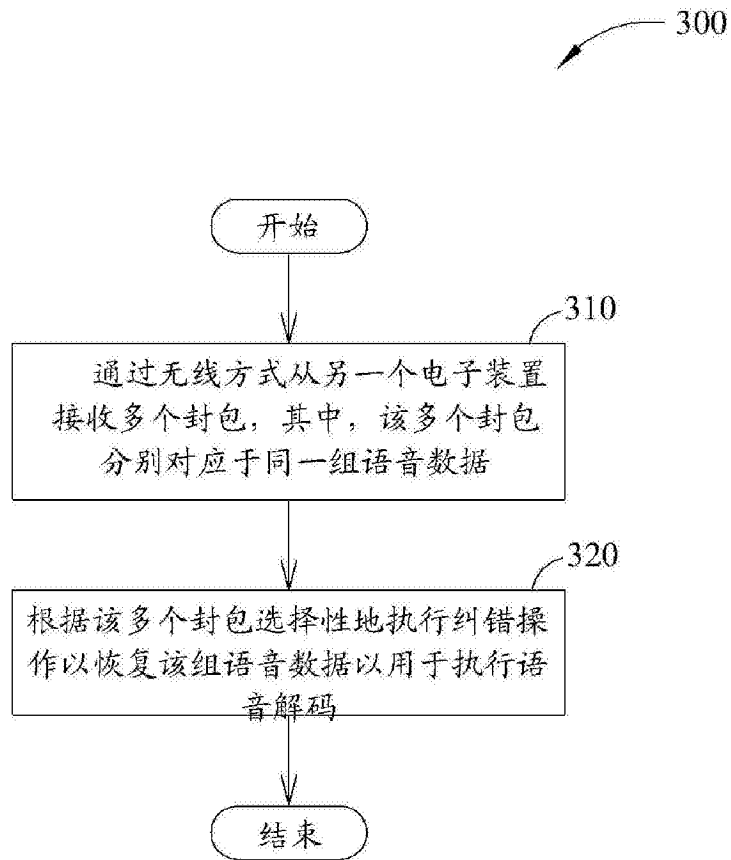 300
开始
310
通过无线方式从另一个电子装置
接收多个封包，其中，该多个封包
分别对应于同一组语音数据
320
根据该多个封包选择性地执行纠错操
作以恢复该组语音数据以用于执行语
音解码
结束